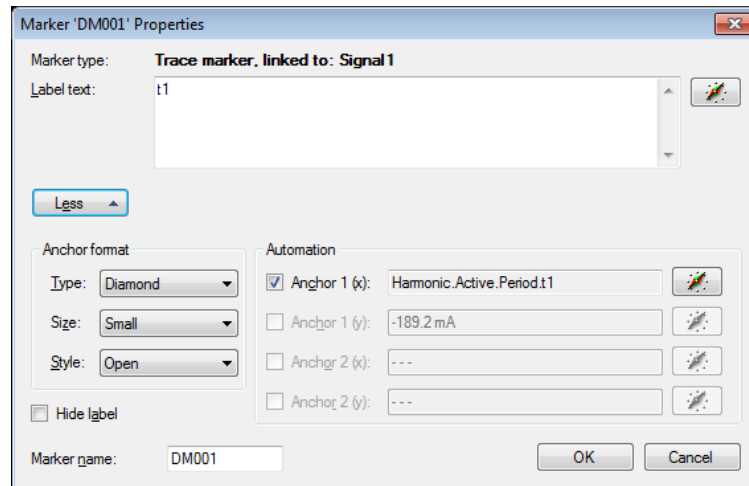 Marker 'DM001' Properties
Marker type: Trace marker, linked to: Signal1
Label text: t1
Less
Anchor format
Type: Diamond
Size: Small
Style: Open
Hide label
Automation
Anchor 1 (x): Harmonic.Active.Period.t1
Anchor 1 (y): -189.2 mA
Anchor 2 (x): - - -
Anchor 2 (y): - - -
Marker name: DM001
OK Cancel